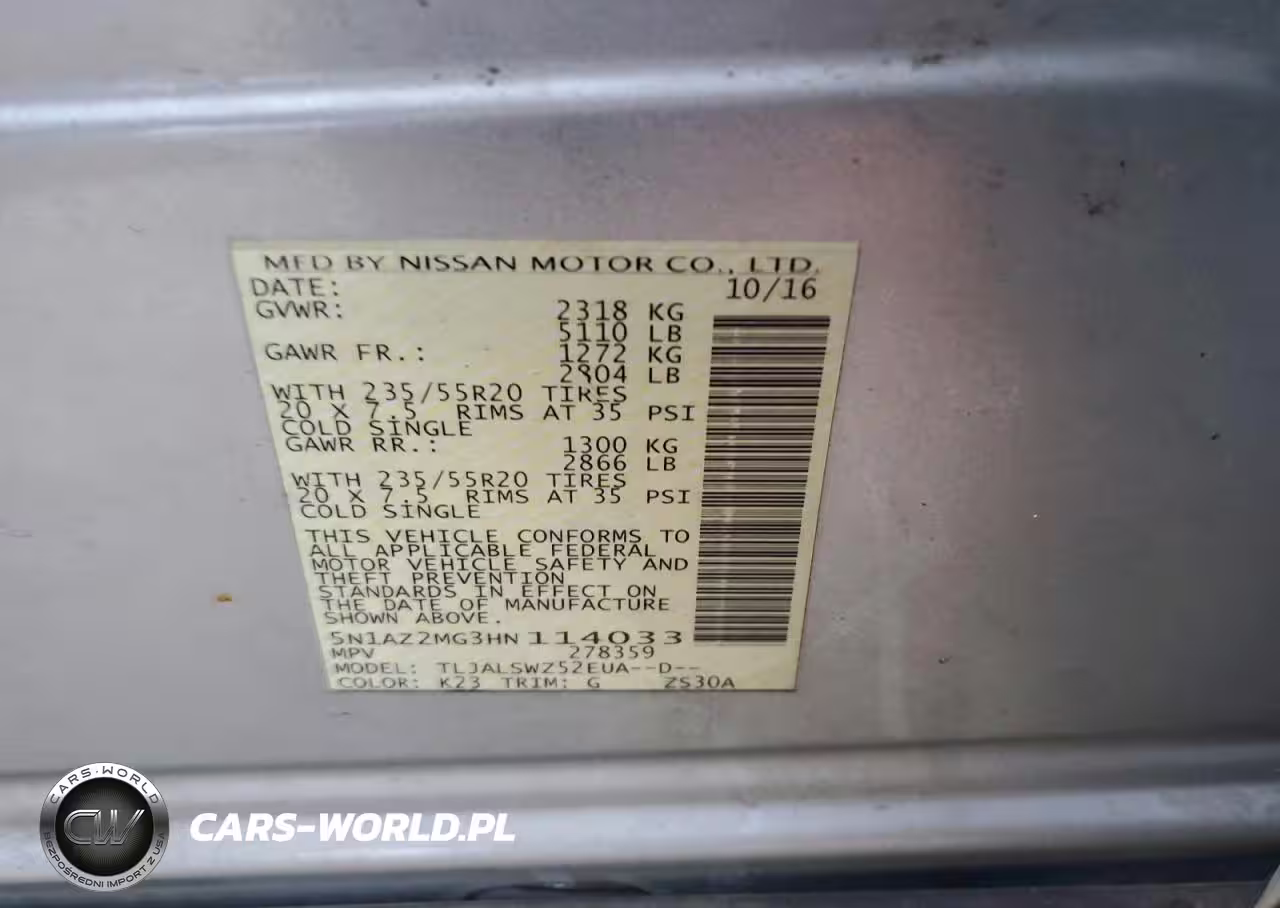 MFD BY NISSAN MOTOR CO., LTD.
DATE: 10/16
GVWR: 2318 KG
5110 LB
GAWR FR.: 1272 KG
2804 LB
WITH 235/55R20 TIRES
20 X 7.5 RIMS AT 35 PSI
COLD SINGLE
GAWR RR.: 1300 KG
2866 LB
WITH 235/55R20 TIRES
20 X 7.5 RIMS AT 35 PSI
COLD SINGLE
THIS VEHICLE CONFORMS TO
ALL APPLICABLE FEDERAL
MOTOR VEHICLE SAFETY AND
THEFT PREVENTION
STANDARDS IN EFFECT ON
THE DATE OF MANUFACTURE
SHOWN ABOVE.
5N1AZ2MG3HN114033
MPV 278359
MODEL: TLJALSWZ52EUA--D--
COLOR: K23 TRIM: G ZS30A
CARS-WORLD
CW
BEZPOŚREDNI IMPORT Z USA
CARS-WORLD.PL